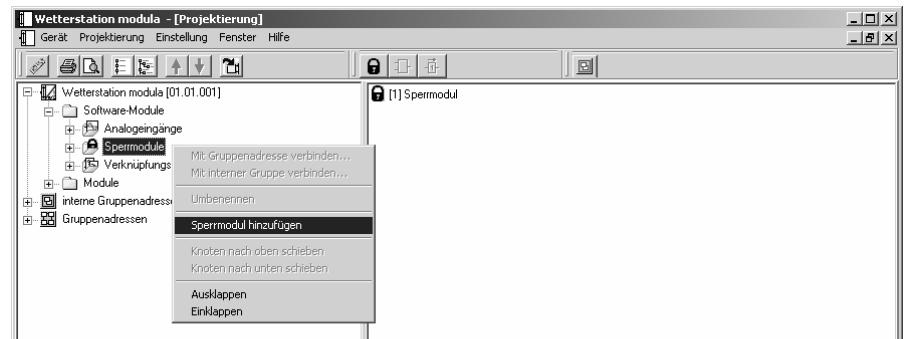 Wetterstation modula - [Projektierung]
Gerät Projektierung Einstellung Fenster Hilfe
Wetterstation modula [01.01.001]
Software-Module
Analogeingänge
Sperrmodule
Verknüpfungs
Module
interne Gruppenadresse
Gruppenadressen
Mit Gruppenadresse verbinden...
Mit interner Gruppe verbinden...
Umbenennen
Sperrmodul hinzufügen
Knoten nach oben schieben
Knoten nach unten schieben
Ausklappen
Einklappen
[1] Sperrmodul